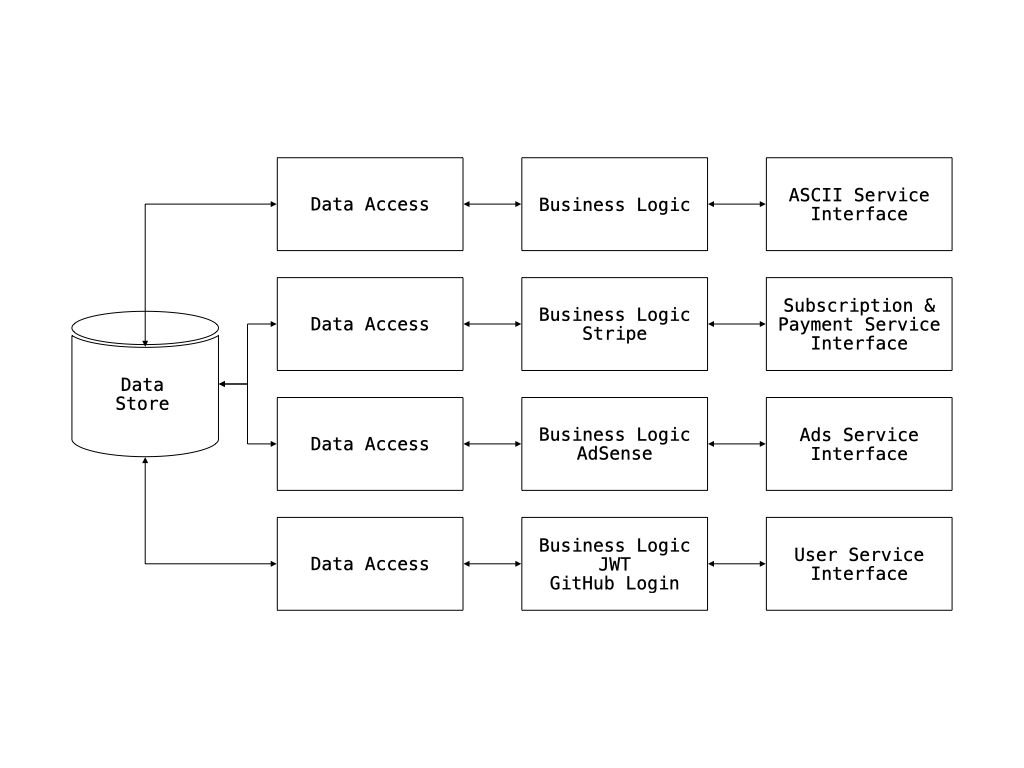 Data Access
Business Logic
ASCII Service
Interface
Data Access
Business Logic
Stripe
Subscription &
Payment Service
Interface
Data
Store
Data Access
Business Logic
AdSense
Ads Service
Interface
Data Access
Business Logic
JWT
GitHub Login
User Service
Interface